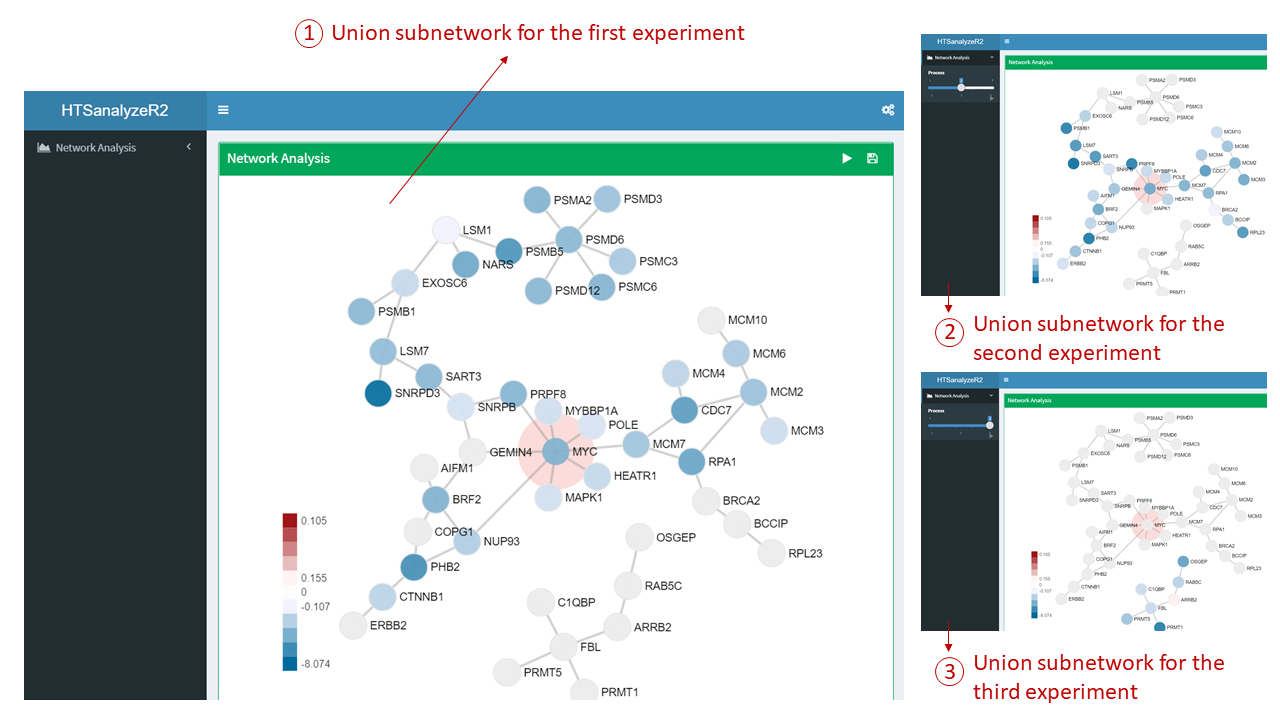 ① Union subnetwork for the first experiment
HTSanalyzeR2
Network Analysis
Network Analysis
PSMA2
PSMD3
LSM1
PSMD6
PSMB5
NARS
PSMC3
EXOSC6
PSMD12
PSMC6
PSMB1
MCM10
LSM7
MCM6
SART3
MCM4
SNRPD3
PRPF8
MCM2
SNRPB
MYBBP1A
CDC7
POLE
MCM3
MCM7
GEMIN4
MYC
RPA1
AIFM1
HEATR1
BRF2
MAPK1
BRCA2
0.105
BCCIP
COPG1
OSGEP
NUP93
RPL23
PHB2
0.155
0
RAB5C
CTNNB1
C1QBP
-0.107
ERBB2
ARRB2
FBL
-8.074
PRMT5
PRMT1
HTSanalyzeR2
Network Analysis
Process
Network Analysis
PSMA2
PSMD3
LSM1
PSMD6
PSMB5
NARS
PSMC3
EXOSC6
PSMD12
PSMC6
PSMB1
MCM10
LSM7
MCM6
SART3
MCM4
SNRPD3
PRPF8
MCM2
SNRPB
MYBBP1A
CDC7
POLE
MCM3
MCM7
GEMIN4
MYC
RPA1
AIFM1
HEATR1
BRF2
MAPK1
BRCA2
0.105
BCCIP
COPG1
OSGEP
NUP93
RPL23
PHB2
0.155
0
RAB5C
CTNNB1
C1QBP
-0.107
ERBB2
ARRB2
FBL
-8.074
PRMT5
PRMT1
② Union subnetwork for the
second experiment
HTSanalyzeR2
Network Analysis
Process
Network Analysis
PSMA2
PSMD3
LSM1
PSMD6
PSMB5
NARS
PSMC3
EXOSC6
PSMD12
PSMC6
PSMB1
MCM10
LSM7
MCM6
SART3
MCM4
SNRPD3
PRPF8
MCM2
SNRPB
MYBBP1A
CDC7
POLE
MCM3
MCM7
GEMIN4
MYC
RPA1
AIFM1
HEATR1
BRF2
MAPK1
BRCA2
0.105
BCCIP
COPG1
OSGEP
NUP93
RPL23
PHB2
0.155
0
RAB5C
CTNNB1
C1QBP
-0.107
ERBB2
ARRB2
FBL
-8.074
PRMT5
PRMT1
③ Union subnetwork for the
third experiment